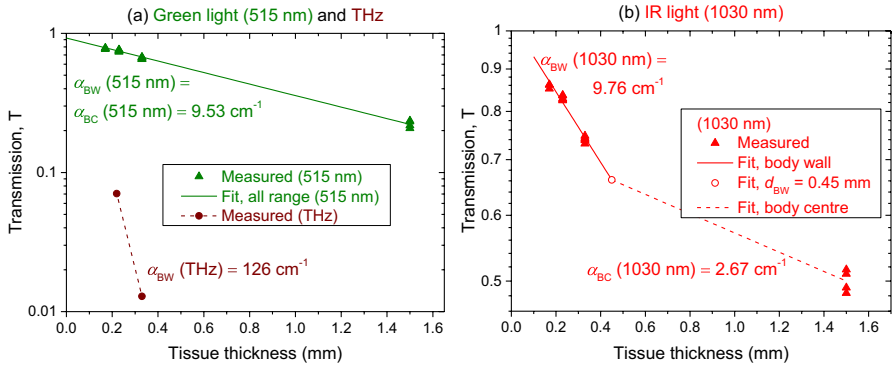 (a) Green light (515 nm) and THz
1
0.1
0.01
Transmission, T
α_BW (515 nm) =
α_BC (515 nm) = 9.53 cm⁻¹
Measured (515 nm)
Fit, all range (515 nm)
Measured (THz)
α_BW (THz) = 126 cm⁻¹
0.0 0.2 0.4 0.6 0.8 1.0 1.2 1.4 1.6
Tissue thickness (mm)
(b) IR light (1030 nm)
1
0.9
0.8
0.7
0.6
0.5
Transmission, T
α_BW (1030 nm) =
9.76 cm⁻¹
(1030 nm)
Measured
Fit, body wall
Fit, d_BW = 0.45 mm
Fit, body centre
α_BC (1030 nm) = 2.67 cm⁻¹
0.0 0.2 0.4 0.6 0.8 1.0 1.2 1.4 1.6
Tissue thickness (mm)